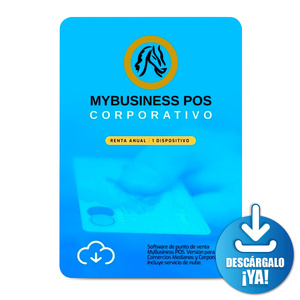 MYBUSINESS POS
CORPORATIVO
RENTA ANUAL 1 DISPOSITIVO
Software de punto de venta
MyBusiness POS. Versión para
Comercios Medianos y Corpor
Incluye servicio de nube.
DESCÁRGALO
¡YA!